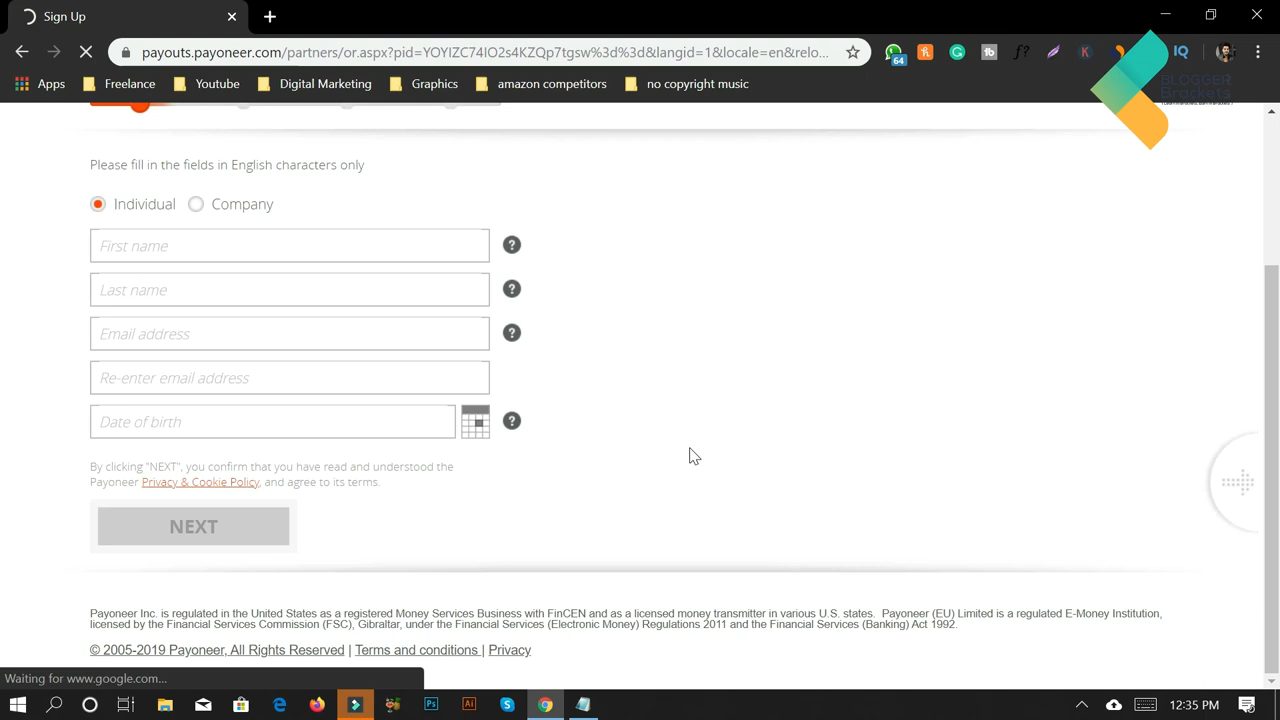 Sign Up
payouts.payoneer.com/partners/or.aspx?pid=YOYIZC74IO2s4KZQp7tgsw%3d%3d&langid=1&locale=en&relo...
64
Apps
Freelance
Youtube
Digital Marketing
Graphics
amazon competitors
no copyright music
BLOGGER
Brackets
Please fill in the fields in English characters only
Individual
Company
First name
Last name
Email address
Re-enter email address
Date of birth
By clicking "NEXT", you confirm that you have read and understood the
Payoneer Privacy & Cookie Policy, and agree to its terms.
NEXT
Payoneer Inc. is regulated in the United States as a registered Money Services Business with FinCEN and as a licensed money transmitter in various U.S. states. Payoneer (EU) Limited is a regulated E-Money Institution,
licensed by the Financial Services Commission (FSC), Gibraltar, under the Financial Services (Electronic Money) Regulations 2011 and the Financial Services (Banking) Act 1992.
© 2005-2019 Payoneer, All Rights Reserved | Terms and conditions | Privacy
Waiting for www.google.com...
12:35 PM